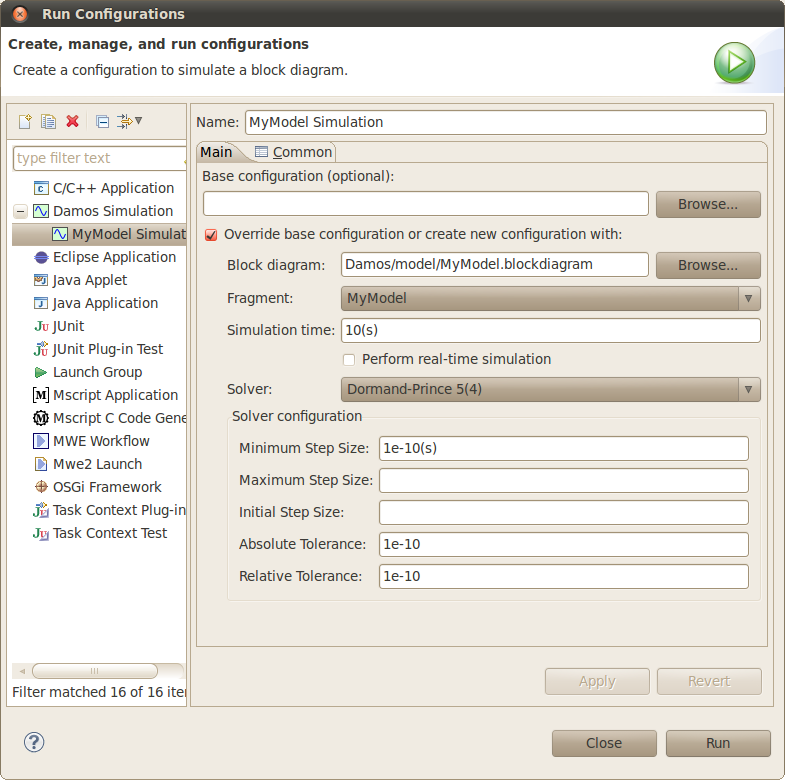 Run Configurations
Create, manage, and run configurations
Create a configuration to simulate a block diagram.
type filter text
C/C++ Application
Damos Simulation
MyModel Simulat
Eclipse Application
Java Applet
Java Application
Ju JUnit
JUnit Plug-in Test
Launch Group
[M] Mscript Application
M Mscript C Code Gene
MWE Workflow
Mwe2 Launch
OSGi Framework
Task Context Plug-in
Task Context Test
Filter matched 16 of 16 iter
Name: MyModel Simulation
Main Common
Base configuration (optional):
Browse...
Override base configuration or create new configuration with:
Block diagram: Damos/model/MyModel.blockdiagram Browse...
Fragment: MyModel
Simulation time: 10(s)
Perform real-time simulation
Solver: Dormand-Prince 5(4)
Solver configuration
Minimum Step Size: 1e-10(s)
Maximum Step Size:
Initial Step Size:
Absolute Tolerance: 1e-10
Relative Tolerance: 1e-10
Apply Revert
? Close Run